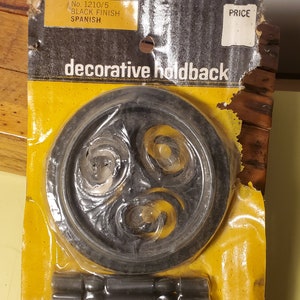 No. 1210/5
BLACK FINISH
SPANISH
PRICE
decorative holdback